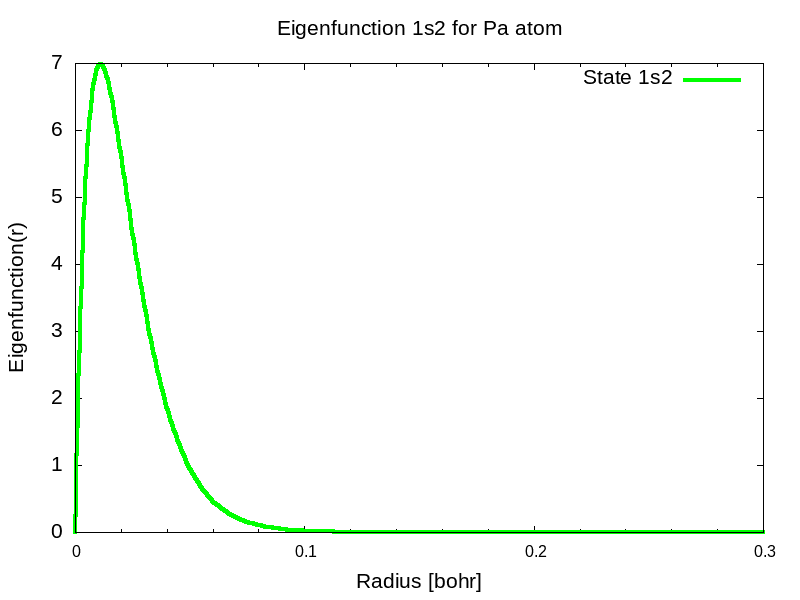 Eigenfunction 1s2 for Pa atom
State 1s2
7
6
5
4
3
2
1
0
Eigenfunction(r)
0 0.1 0.2 0.3
Radius [bohr]